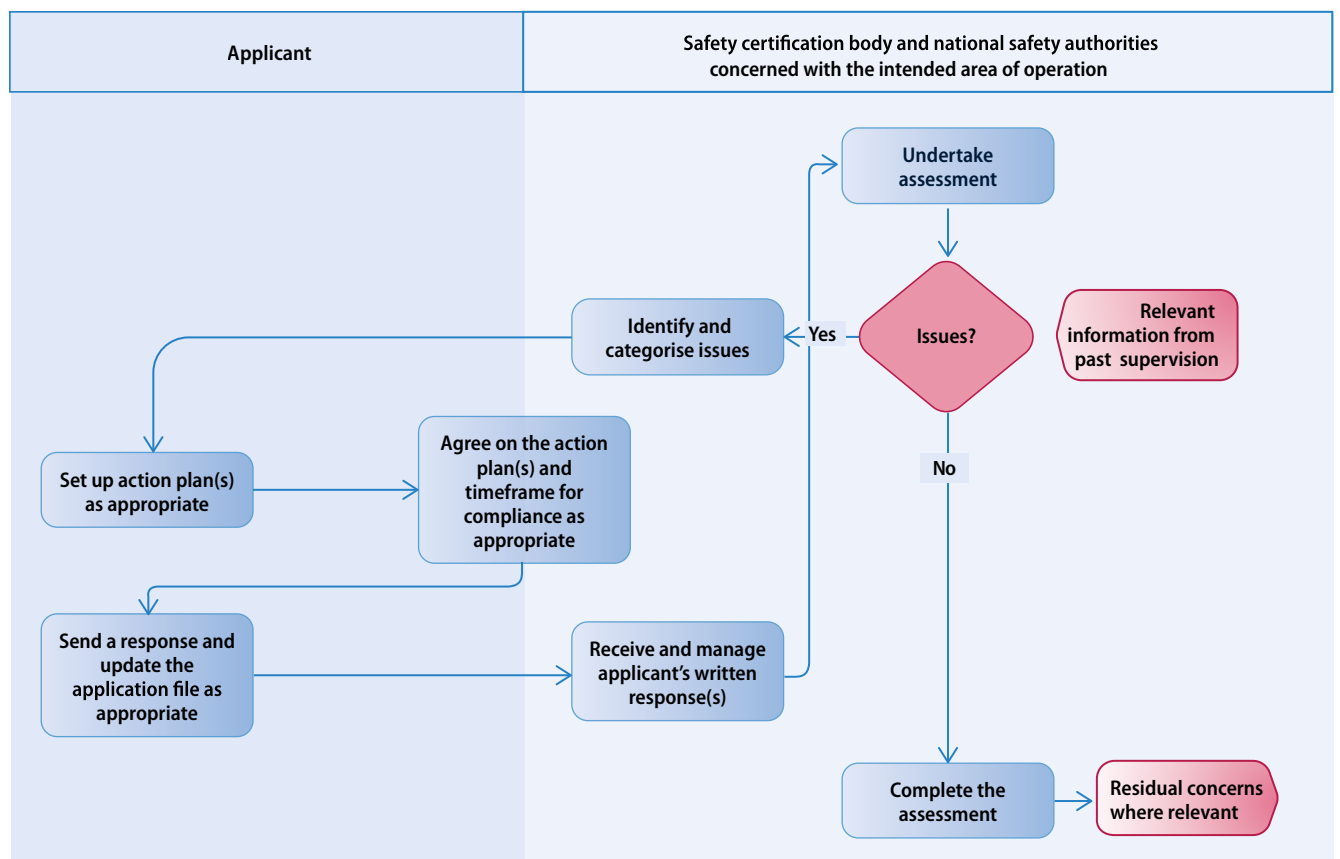 Applicant
Safety certification body and national safety authorities
concerned with the intended area of operation
Undertake
assessment
Issues?
Relevant
information from
past supervision
Yes
Identify and
categorise issues
Set up action plan(s)
as appropriate
Agree on the action
plan(s) and
timeframe for
compliance as
appropriate
No
Send a response and
update the
application file as
appropriate
Receive and manage
applicant's written
response(s)
Complete the
assessment
Residual concerns
where relevant